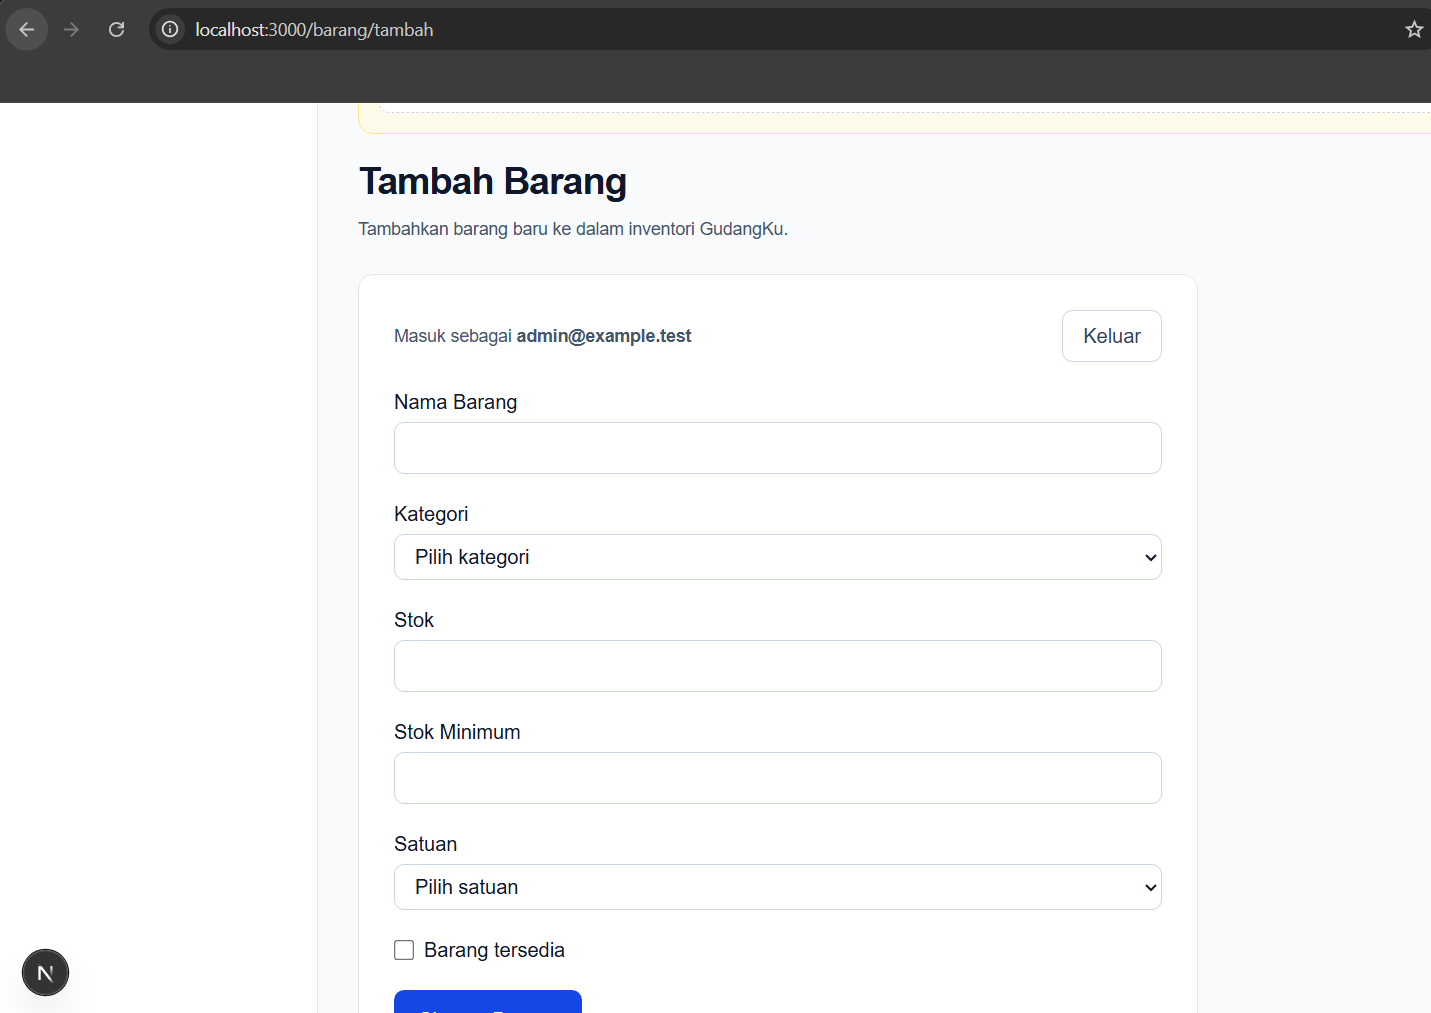 localhost:3000/barang/tambah
Tambah Barang
Tambahkan barang baru ke dalam inventori GudangKu.
Masuk sebagai admin@example.test
Keluar
Nama Barang
Kategori
Pilih kategori
Stok
Stok Minimum
Satuan
Pilih satuan
Barang tersedia
N